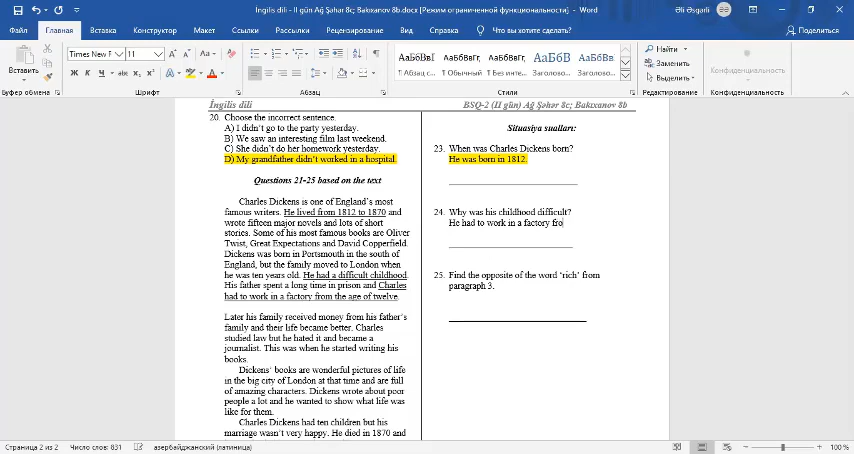 İngilis dili - II gün Ağ Şəhər 8c; Bakıxanov 8b.docx [Режим ограниченной функциональности] - Word
Əli Əsgərli
Файл Главная Вставка Конструктор Макет Ссылки Рассылки Рецензирование Вид Справка Что вы хотите сделать? Поделиться
Вставить
Times New F 11
Ж К Ч
Буфер обмена Шрифт Абзац Стили Редактирование Конфиденциальность
АаБбВвІ АаБбВвГг, АаБбВвГг, АаБбВ АаБбВв.
¶ Абзац с... ¶ Обычный ¶ Без инте... Заголово... Заголово...
Найти
Заменить
Выделить
Конфиденциальность
İngilis dili
BSQ-2 (II gün) Ağ Şəhər 8c; Bakıxanov 8b
20. Choose the incorrect sentence.
A) I didn't go to the party yesterday.
B) We saw an interesting film last weekend.
C) She didn't do her homework yesterday.
D) My grandfather didn't worked in a hospital.
Questions 21-25 based on the text
Charles Dickens is one of England's most
famous writers. He lived from 1812 to 1870 and
wrote fifteen major novels and lots of short
stories. Some of his most famous books are Oliver
Twist, Great Expectations and David Copperfield.
Dickens was born in Portsmouth in the south of
England, but the family moved to London when
he was ten years old. He had a difficult childhood.
His father spent a long time in prison and Charles
had to work in a factory from the age of twelve.
Later his family received money from his father's
family and their life became better. Charles
studied law but he hated it and became a
journalist. This was when he started writing his
books.
Dickens' books are wonderful pictures of life
in the big city of London at that time and are full
of amazing characters. Dickens wrote about poor
people a lot and he wanted to show what life was
like for them.
Charles Dickens had ten children but his
marriage wasn't very happy. He died in 1870 and
Situasiya sualları:
23. When was Charles Dickens born?
He was born in 1812.
24. Why was his childhood difficult?
He had to work in a factory fro
25. Find the opposite of the word 'rich' from
paragraph 3.
Страница 2 из 2 Число слов: 831 азербайджанский (латиница) 100 %